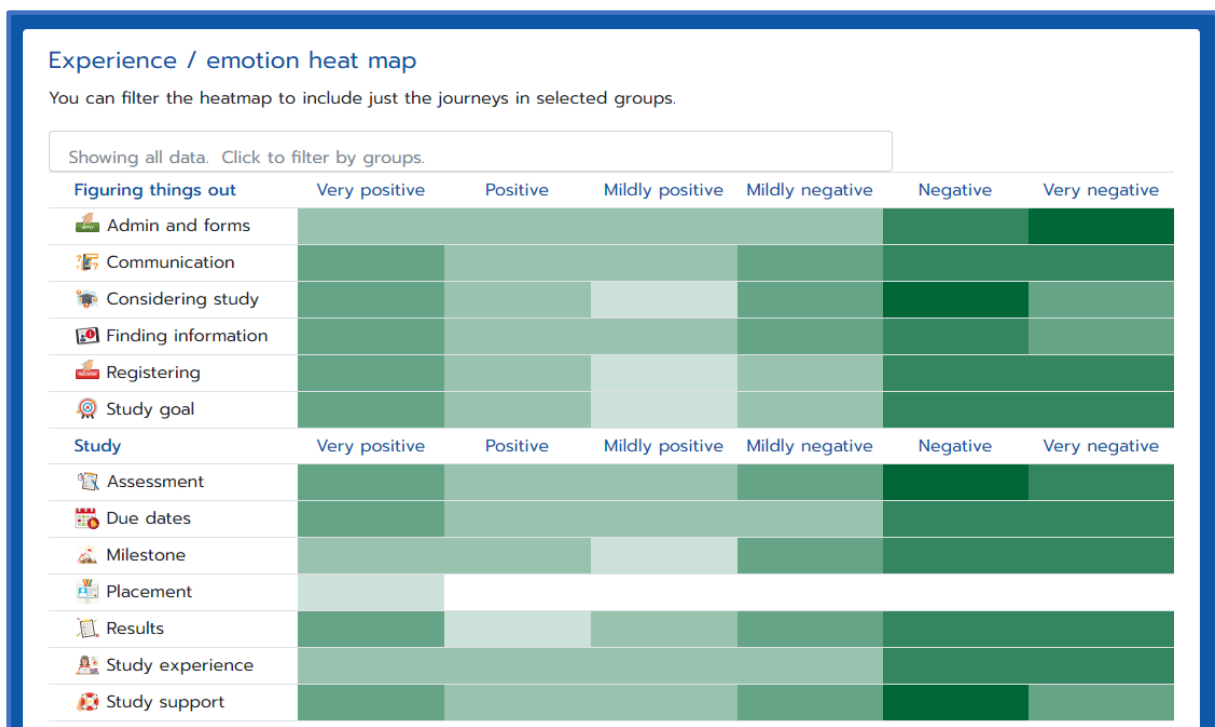 Experience / emotion heat map
You can filter the heatmap to include just the journeys in selected groups.
Showing all data. Click to filter by groups.
Figuring things out Very positive Positive Mildly positive Mildly negative Negative Very negative
Admin and forms
Communication
Considering study
Finding information
Registering
Study goal
Study Very positive Positive Mildly positive Mildly negative Negative Very negative
Assessment
Due dates
Milestone
Placement
Results
Study experience
Study support